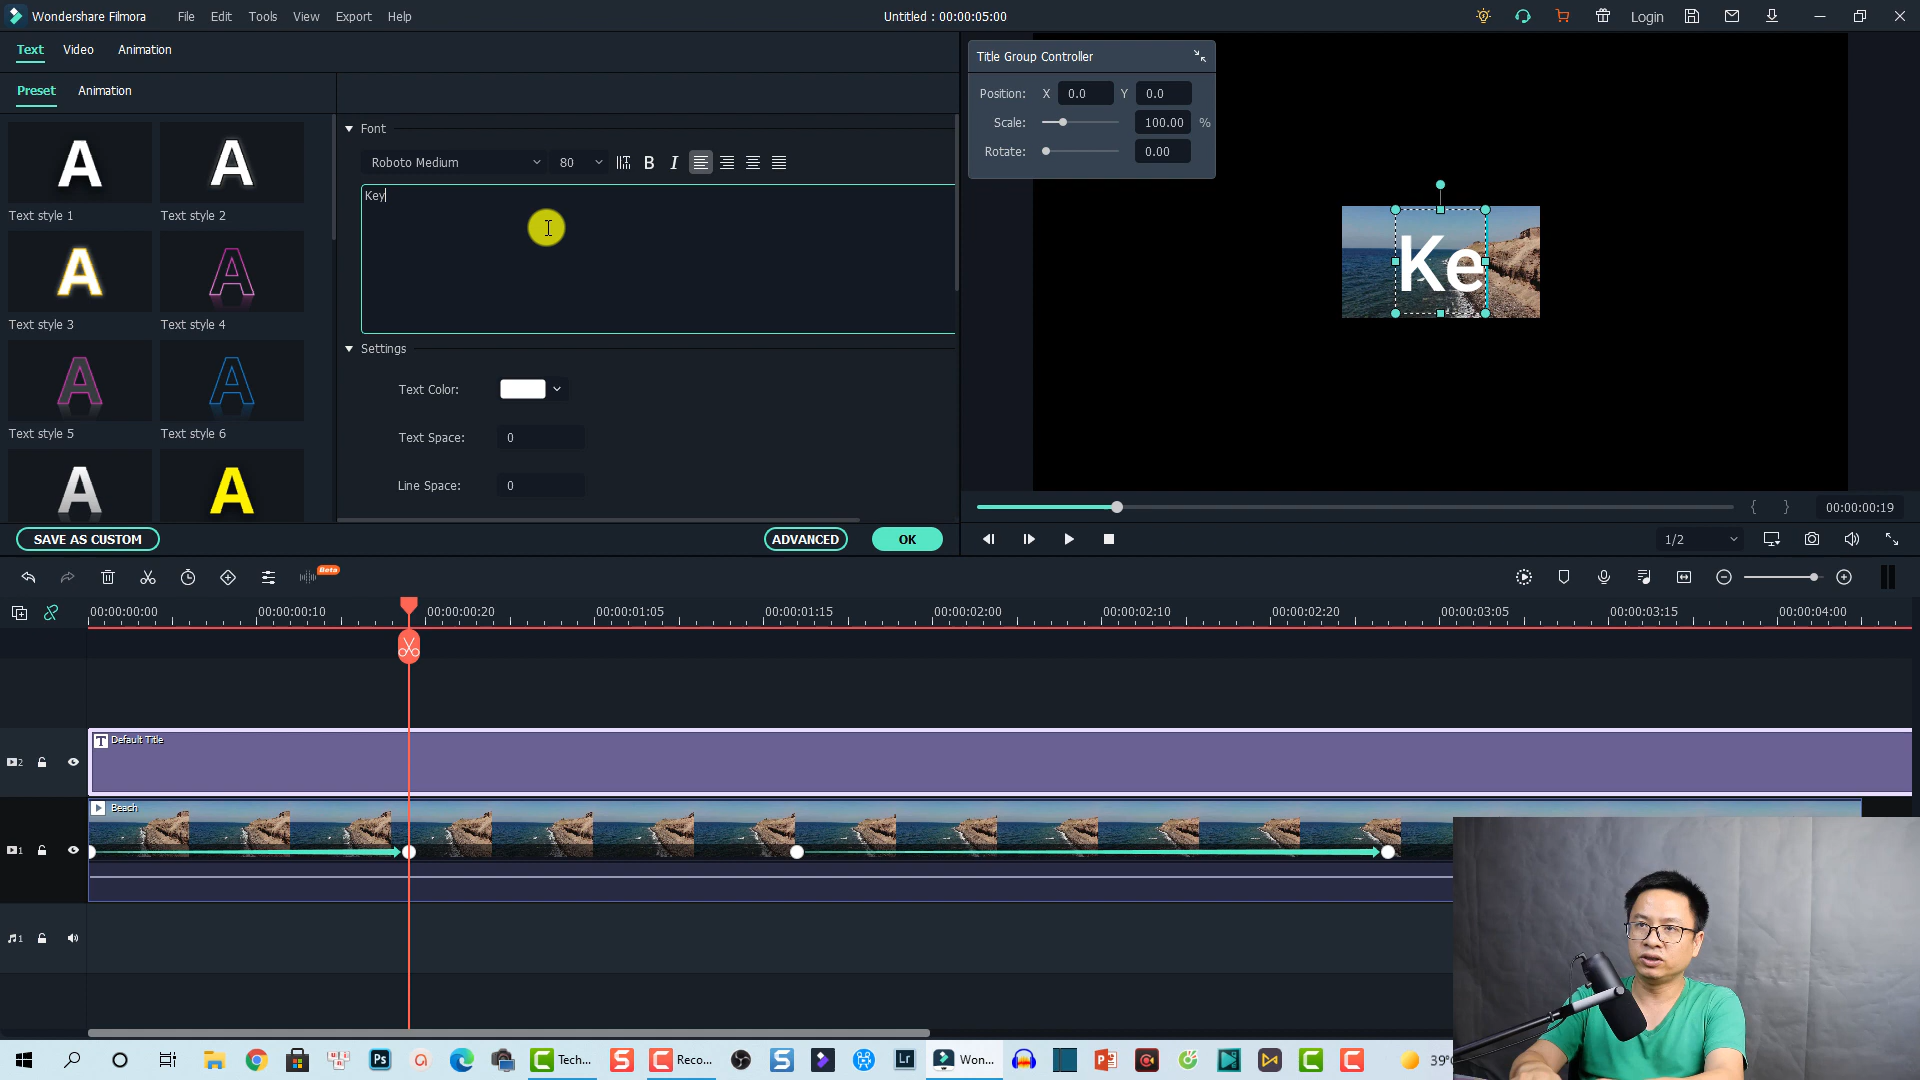 Wondershare Filmora File Edit Tools View Export Help Untitled : 00:00:05:00 Login
Text Video Animation
Preset Animation
A A
Text style 1 Text style 2
A A
Text style 3 Text style 4
A A
Text style 5 Text style 6
A A
Font
Roboto Medium 80 B I
Key
Settings
Text Color:
Text Space: 0
Line Space: 0
SAVE AS CUSTOM ADVANCED OK
Title Group Controller
Position: X 0.0 Y 0.0
Scale: 100.00 %
Rotate: 0.00
Ke
{ } 00:00:00:19
1/2
Beta
00:00:00:00 00:00:00:10 00:00:00:20 00:00:01:05 00:00:01:15 00:00:02:00 00:00:02:10 00:00:02:20 00:00:03:05 00:00:03:15 00:00:04:00
T Default Title
2
Beach
1
1
Ps Tech... Reco... Lr Won... 39°